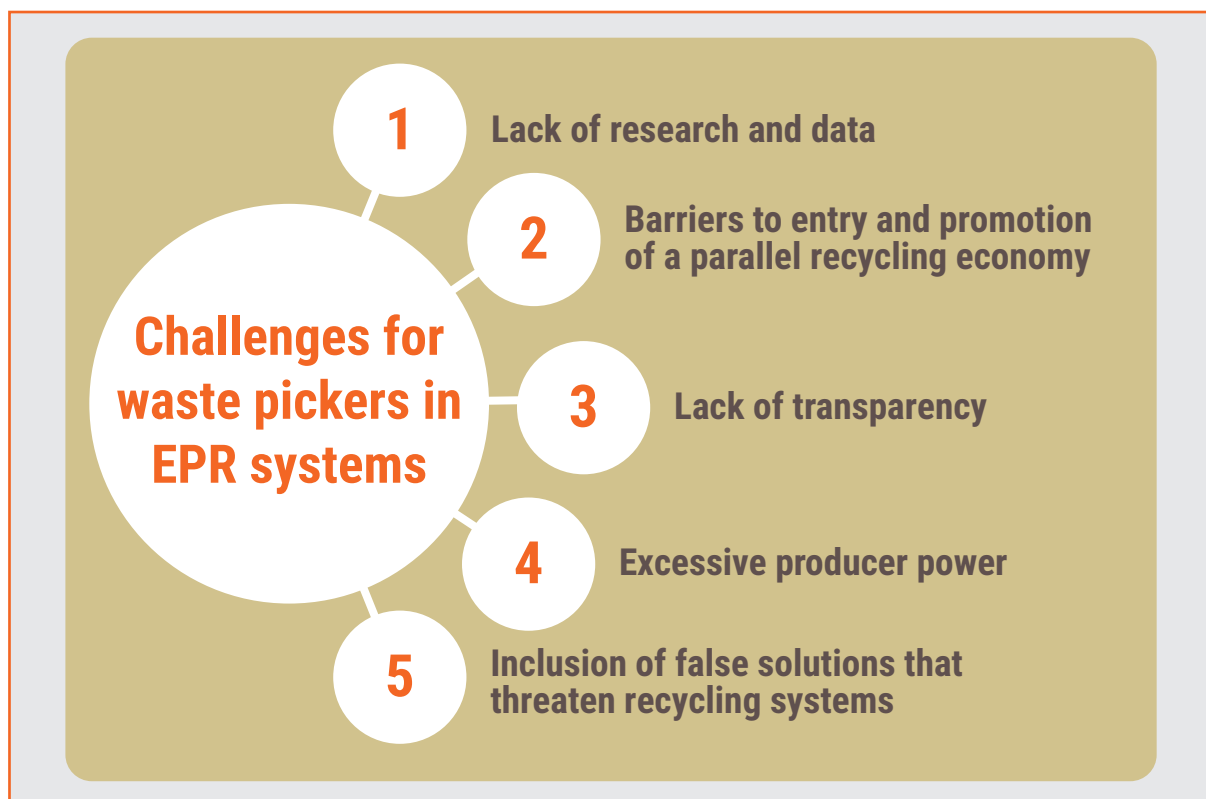 Challenges for
waste pickers in
EPR systems
1
Lack of research and data
2
Barriers to entry and promotion
of a parallel recycling economy
3
Lack of transparency
4
Excessive producer power
5
Inclusion of false solutions that
threaten recycling systems